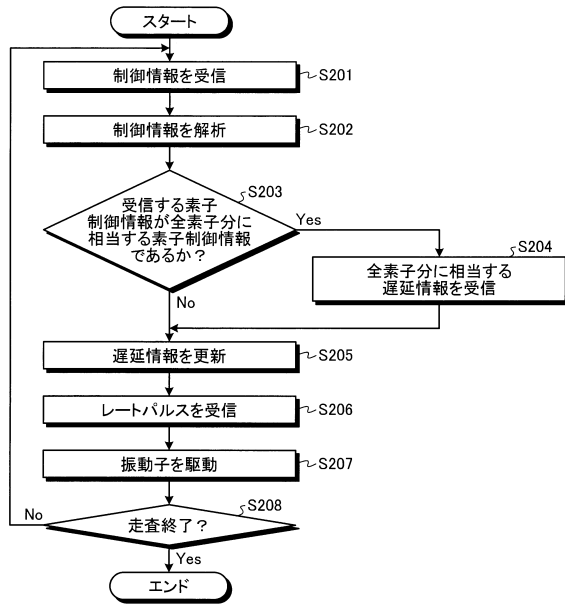 スタート
制御情報を受信
S201
制御情報を解析
S202
S203
受信する素子
制御情報が全素子分に
相当する素子制御情報
であるか？
Yes
No
S204
全素子分に相当する
遅延情報を受信
遅延情報を更新
S205
レートパルスを受信
S206
振動子を駆動
S207
S208
走査終了？
No
Yes
エンド